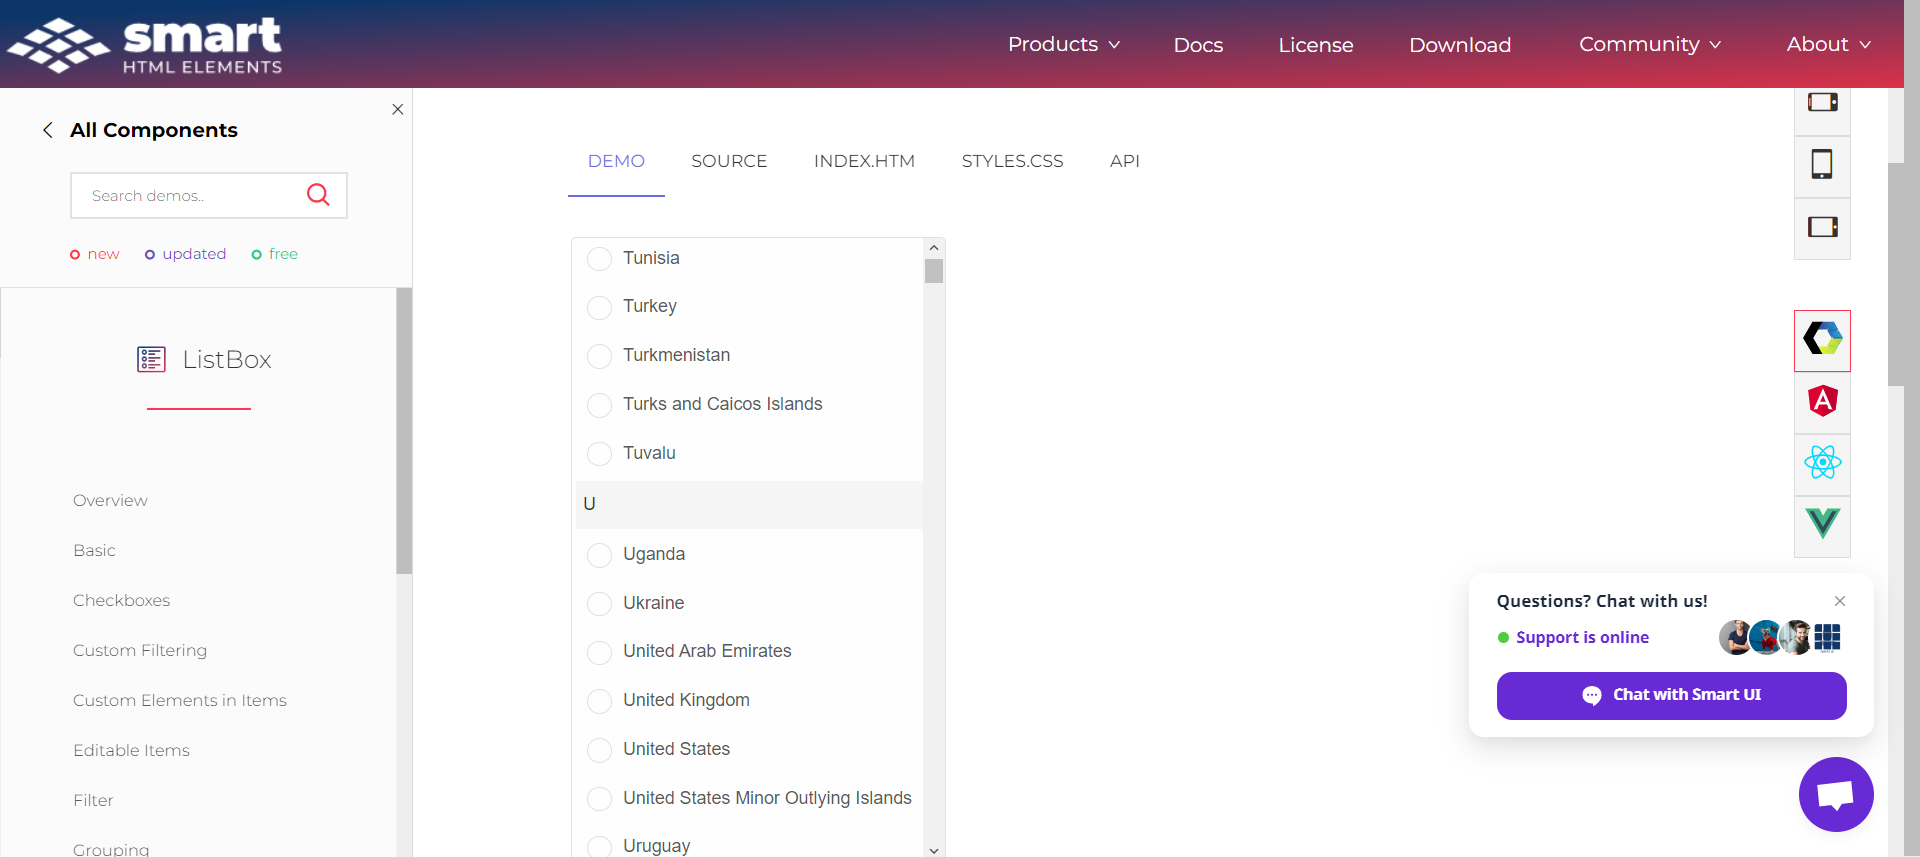 smart
HTML ELEMENTS
Products
Docs
License
Download
Community
About
All Components
Search demos..
new
updated
free
ListBox
Overview
Basic
Checkboxes
Custom Filtering
Custom Elements in Items
Editable Items
Filter
Grouping
DEMO
SOURCE
INDEX.HTM
STYLES.CSS
API
Tunisia
Turkey
Turkmenistan
Turks and Caicos Islands
Tuvalu
U
Uganda
Ukraine
United Arab Emirates
United Kingdom
United States
United States Minor Outlying Islands
Uruguay
Questions? Chat with us!
Support is online
Chat with Smart UI